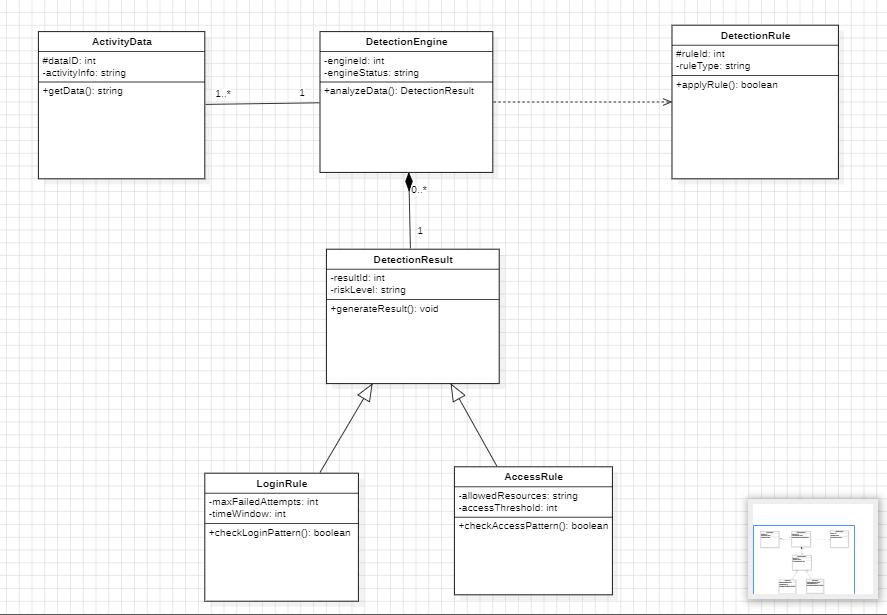 ActivityData
#dataID: int
-activityInfo: string
+getData(): string
1..*
1
DetectionEngine
-engineId: int
-engineStatus: string
+analyzeData(): DetectionResult
DetectionRule
#ruleId: int
-ruleType: string
+applyRule(): boolean
0..*
1
DetectionResult
-resultId: int
-riskLevel: string
+generateResult(): void
LoginRule
-maxFailedAttempts: int
-timeWindow: int
+checkLoginPattern(): boolean
AccessRule
-allowedResources: string
-accessThreshold: int
+checkAccessPattern(): boolean